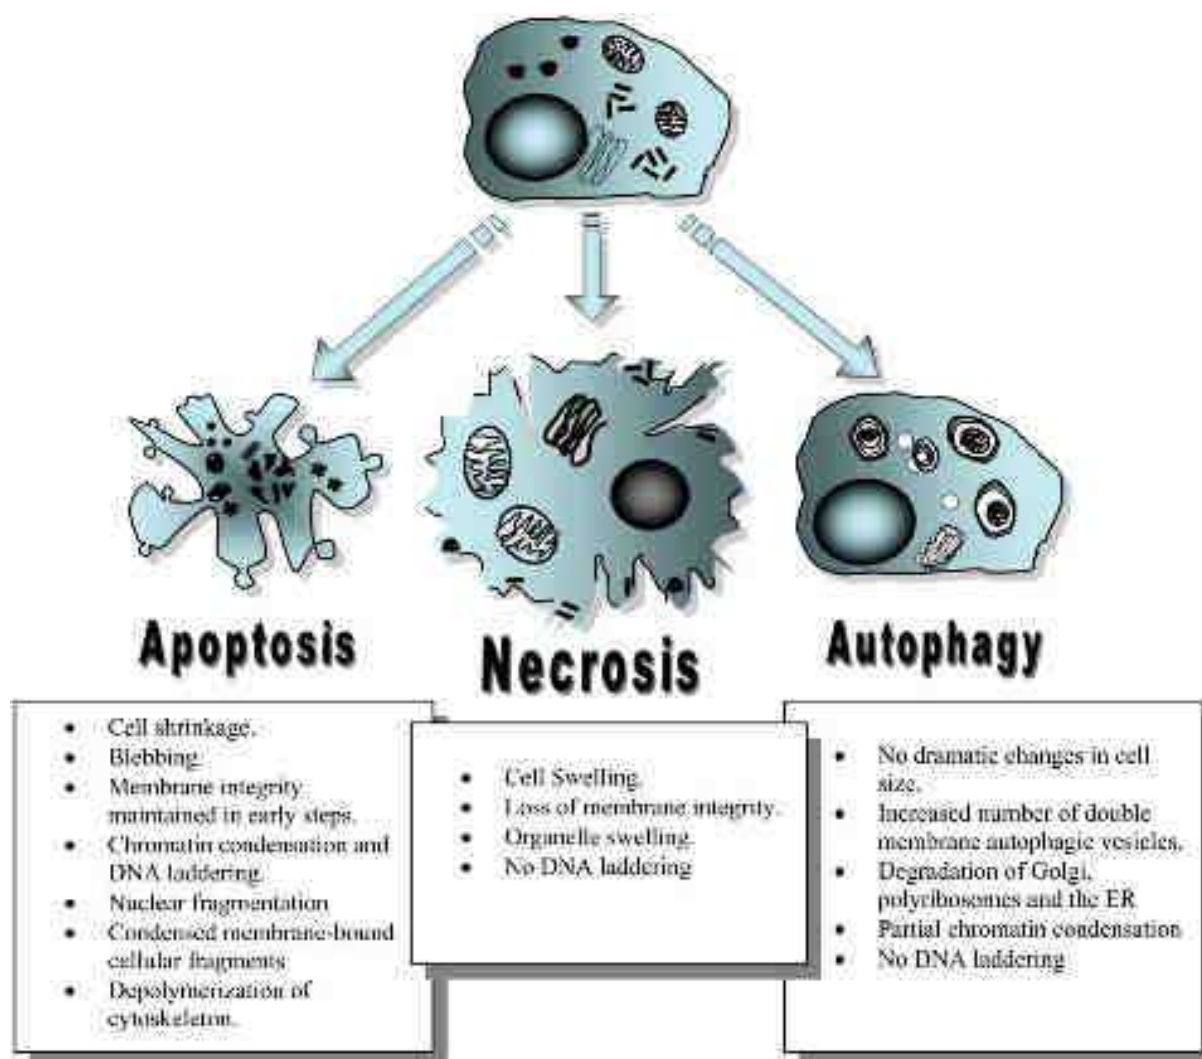 Apoptosis
Necrosis
Autophagy
• Cell shrinkage.
• Blebbing.
• Membrane integrity
maintained in early steps.
• Chromatin condensation and
DNA laddering.
• Nuclear fragmentation
• Condensed membrane-bound
cellular fragments
• Depolymerization of
cytoskeleton.
• Cell Swelling.
• Loss of membrane integrity.
• Organelle swelling.
• No DNA laddering
• No dramatic changes in cell
size.
• Increased number of double
membrane autophagic vesicles.
• Degradation of Golgi,
polyribosomes and the ER
• Partial chromatin condensation
• No DNA laddering